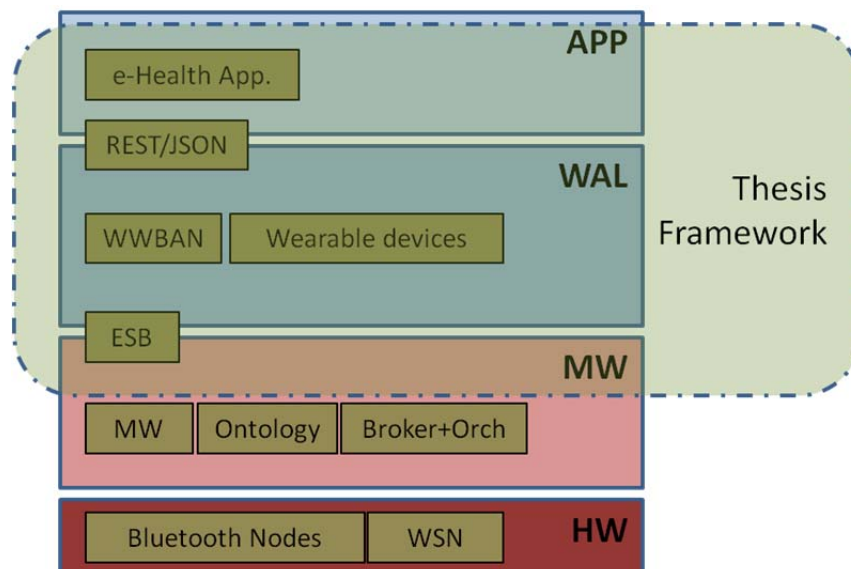 APP
e-Health App.
REST/JSON
WAL
WWBAN
Wearable devices
Thesis
Framework
ESB
MW
MW
Ontology
Broker+Orch
HW
Bluetooth Nodes
WSN